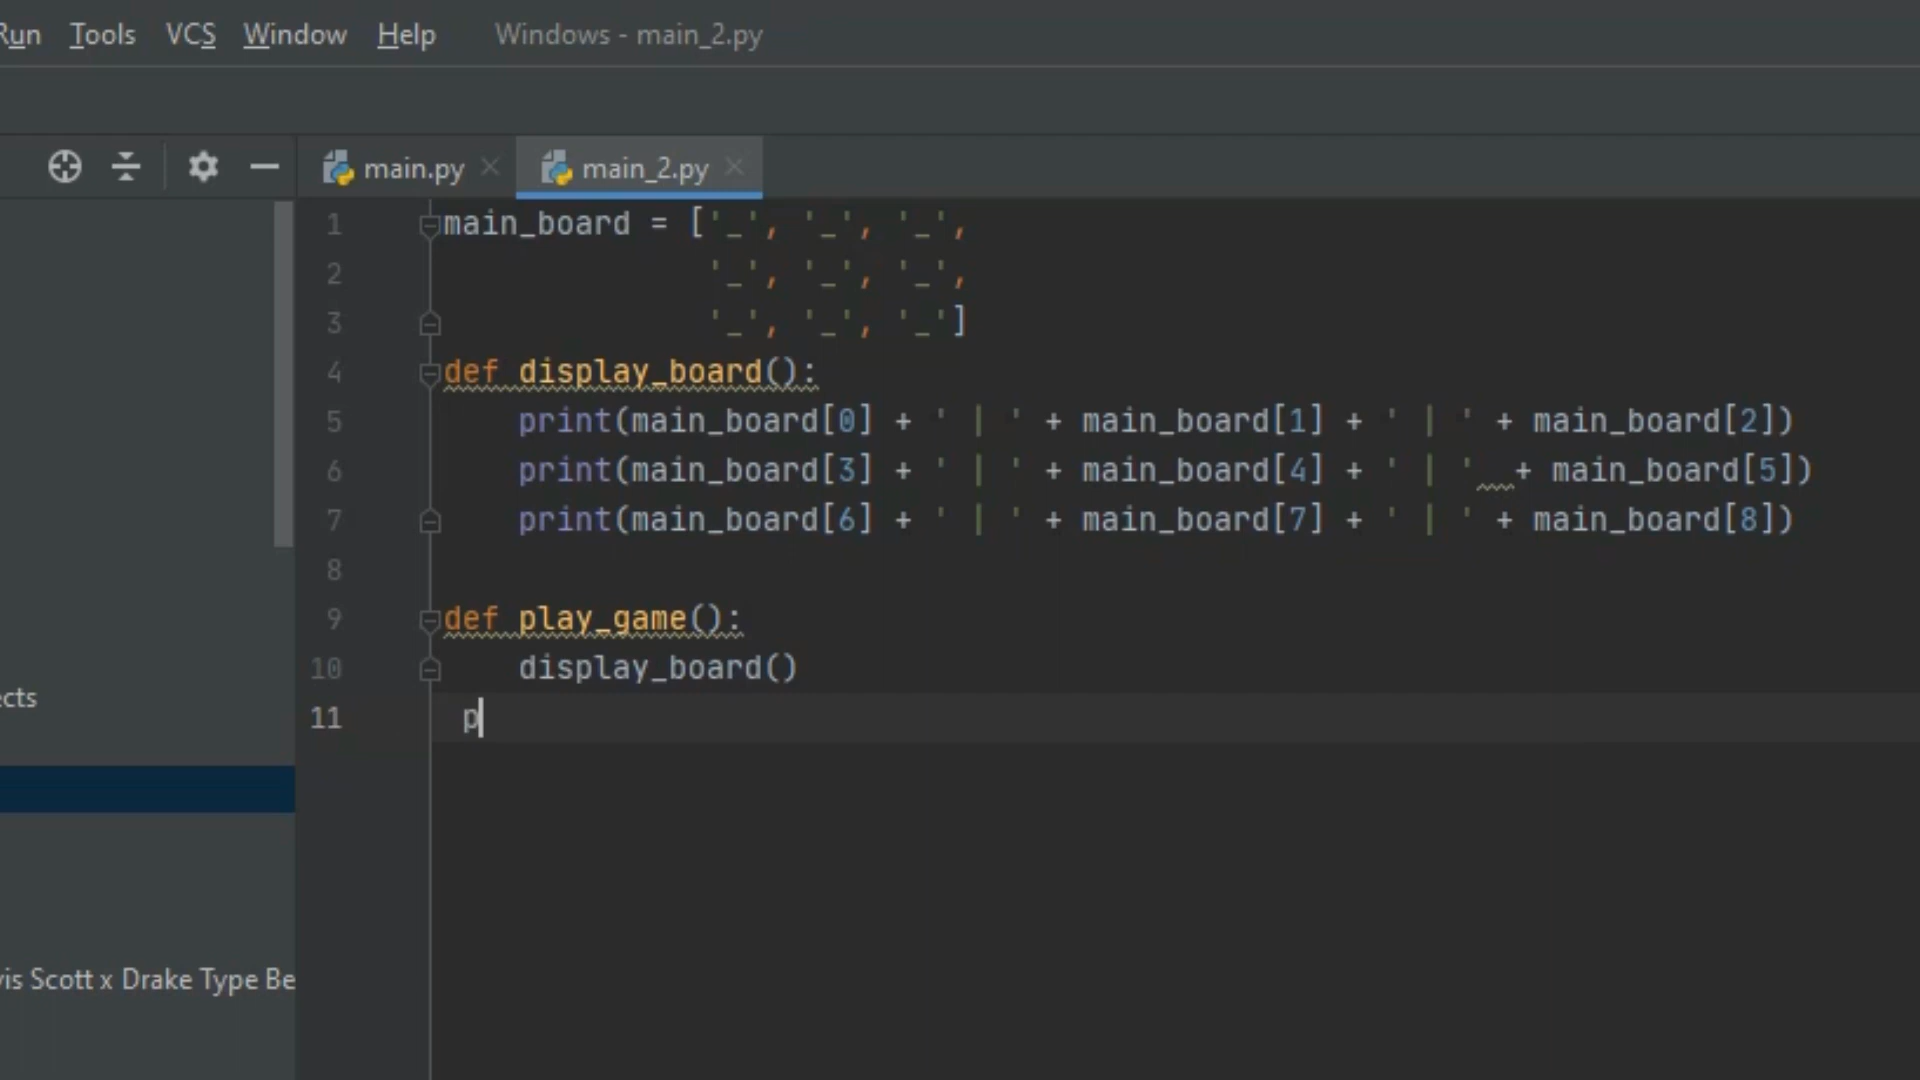 Run Tools VCS Window Help Windows - main_2.py
main.py main_2.py
1 main_board = ['_', '_', '_',
2 '_', '_', '_',
3 '_', '_', '_']
4 def display_board():
5 print(main_board[0] + ' | ' + main_board[1] + ' | ' + main_board[2])
6 print(main_board[3] + ' | ' + main_board[4] + ' | '  + main_board[5])
7 print(main_board[6] + ' | ' + main_board[7] + ' | ' + main_board[8])
8
9 def play_game():
10 display_board()
ects
11 p
vis Scott x Drake Type Be